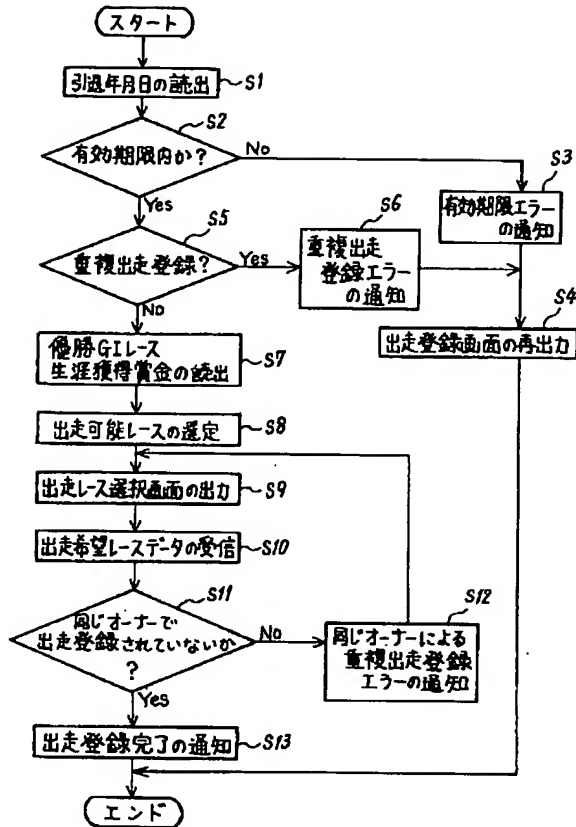 スタート
引退年月日の読出
S1
S2
有効期限内か?
No
Yes
S3
有効期限エラー
の通知
S5
重複出走登録?
Yes
No
S6
重複出走
登録エラー
の通知
S4
出走登録画面の再出力
優勝GIレース
生涯獲得賞金の読出
S7
出走可能レースの選定
S8
出走レース選択画面の出力
S9
出走希望レースデータの受信
S10
S11
同じオーナーで
出走登録されていないか
?
No
Yes
S12
同じオーナーによる
重複出走登録
エラーの通知
出走登録完了の通知
S13
エンド